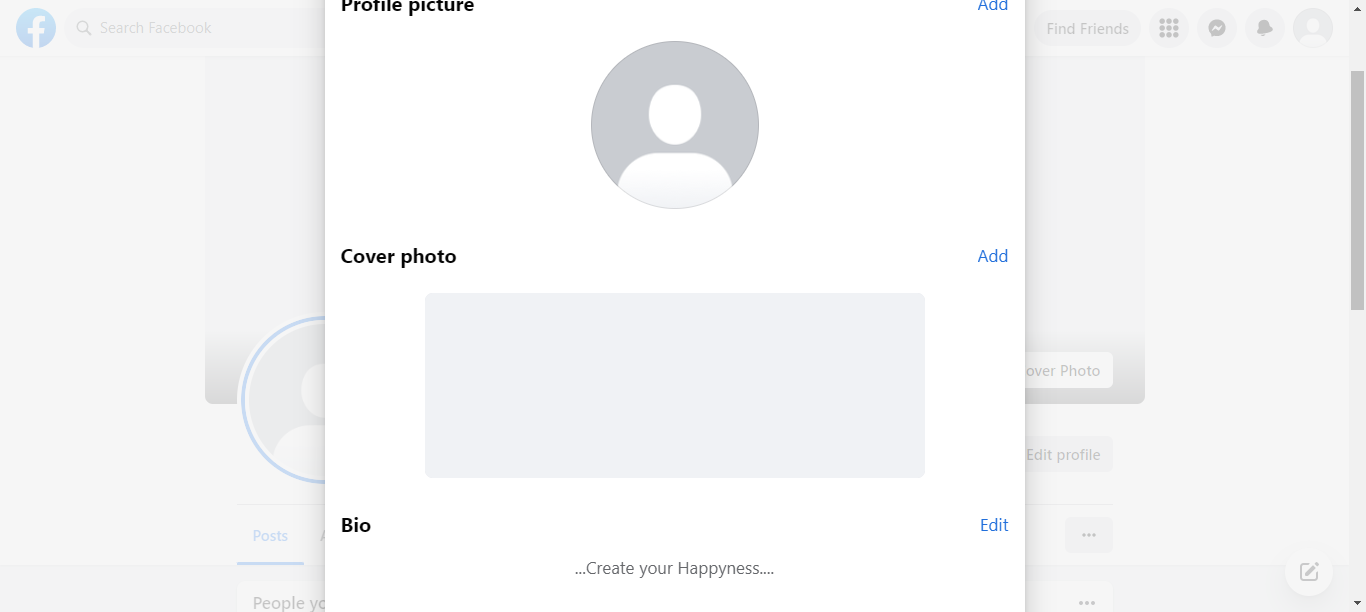 Profile picture
Add
Search Facebook
Find Friends
Cover photo
Add
over Photo
Edit profile
Bio
Edit
Posts
...Create your Happyness....
People yo